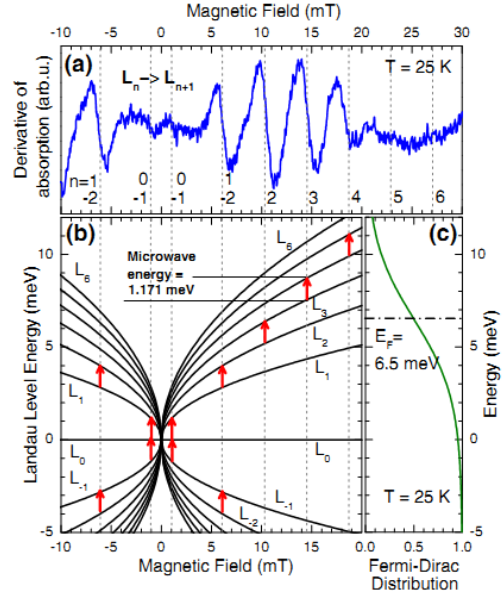 Magnetic Field (mT)
-10 -5 0 5 10 15 20 25 30
(a)
Ln -> Ln+1
T = 25 K
Derivative of
absorption (arb.u.)
n=1 0 0 1
-2 -1 -1 -2 2 3 4 5 6
(b)
(c)
L6
Microwave
energy =
1.171 meV
L6
L3
L2
L1
L1
L0
L0
L-1
L-1
L-2
10
5
0
-5
Landau Level Energy (meV)
EF=
6.5 meV
T = 25 K
10
5
0
-5
Energy (meV)
-10 -5 0 5 10 15 0.0 0.5 1.0
Magnetic Field (mT)
Fermi-Dirac
Distribution